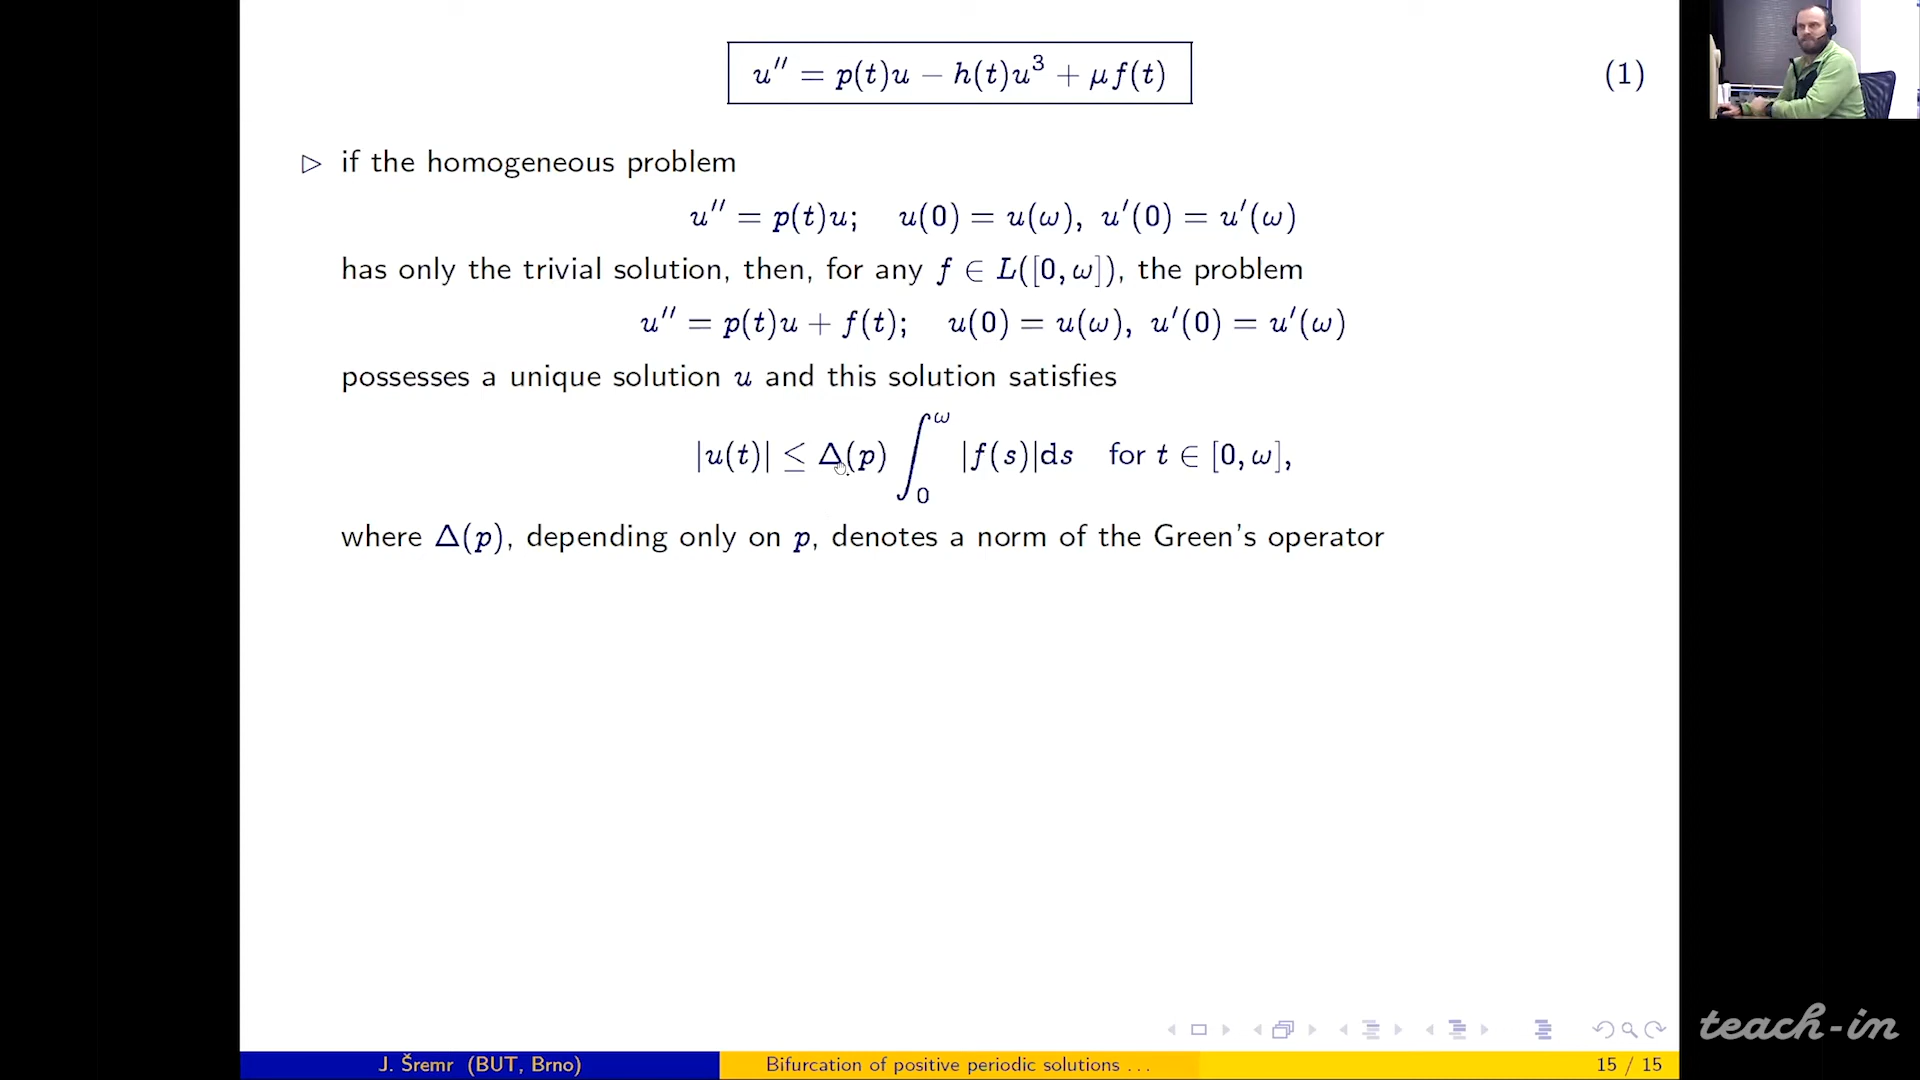 u′′ = p(t)u − h(t)u³ + μf(t) (1)
▷ if the homogeneous problem
u′′ = p(t)u; u(0) = u(ω), u′(0) = u′(ω)
has only the trivial solution, then, for any f ∈ L([0, ω]), the problem
u′′ = p(t)u + f(t); u(0) = u(ω), u′(0) = u′(ω)
possesses a unique solution u and this solution satisfies
|u(t)| ≤ Δ(p) ∫₀^ω |f(s)|ds for t ∈ [0, ω],
where Δ(p), depending only on p, denotes a norm of the Green's operator
teach-in
J. Šremr (BUT, Brno) Bifurcation of positive periodic solutions . . . 15 / 15